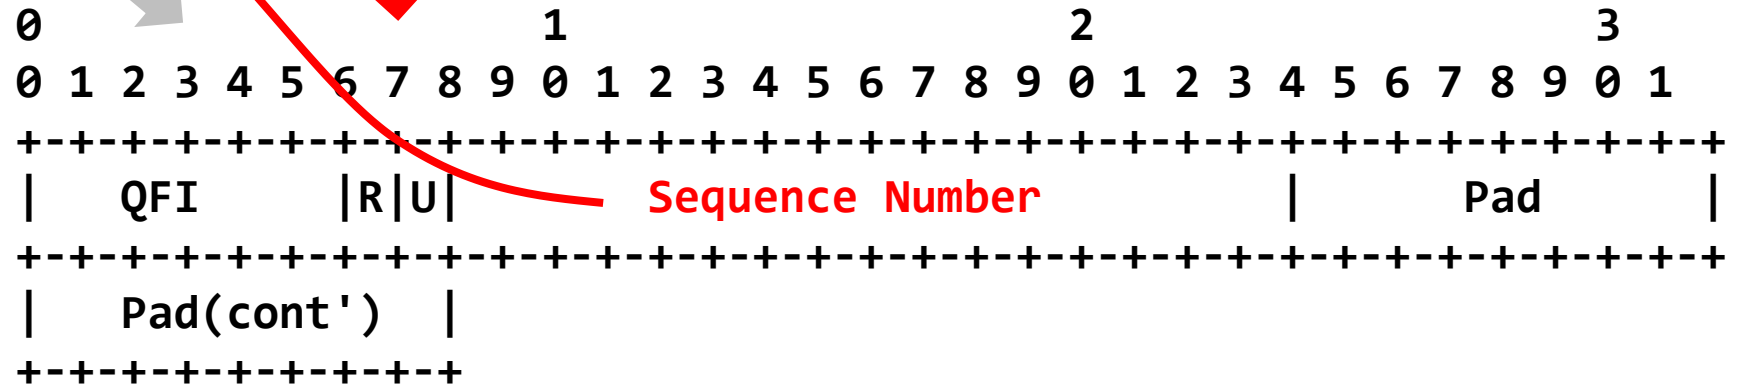 0                   1                   2                   3
0 1 2 3 4 5 6 7 8 9 0 1 2 3 4 5 6 7 8 9 0 1 2 3 4 5 6 7 8 9 0 1
+-+-+-+-+-+-+-+-+-+-+-+-+-+-+-+-+-+-+-+-+-+-+-+-+-+-+-+-+-+-+-+-+
|   QFI     |R|U|       Sequence Number         |      Pad      |
+-+-+-+-+-+-+-+-+-+-+-+-+-+-+-+-+-+-+-+-+-+-+-+-+-+-+-+-+-+-+-+-+
|   Pad(cont')  |
+-+-+-+-+-+-+-+-+